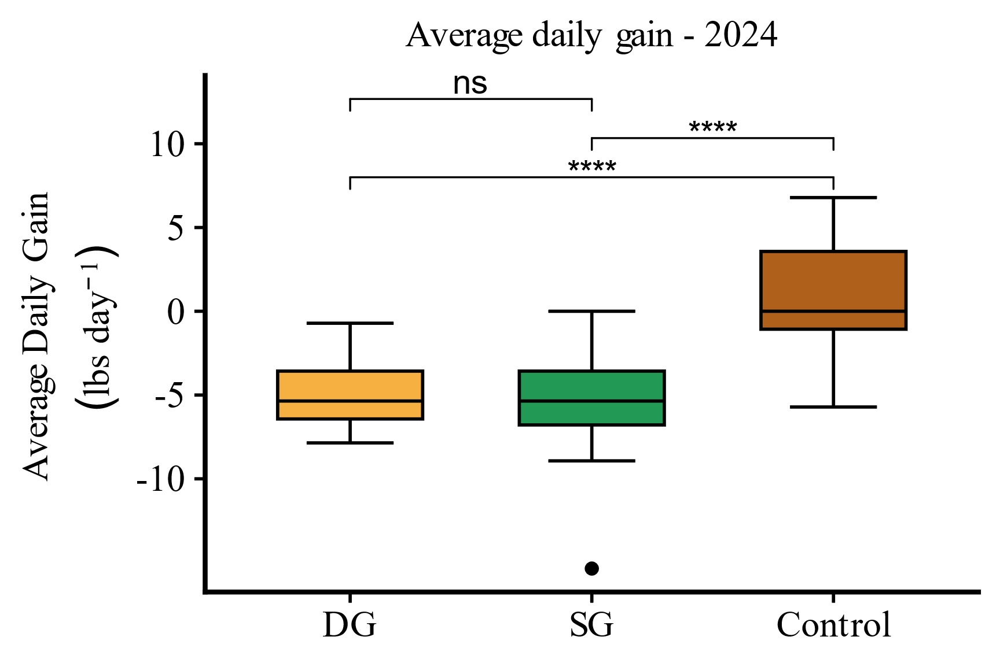 Average daily gain - 2024
ns
****
****
10
5
0
-5
-10
Average Daily Gain
(lbs day⁻¹)
DG SG Control